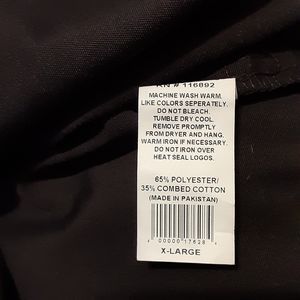 RN # 116892
MACHINE WASH WARM.
LIKE COLORS SEPERATELY.
DO NOT BLEACH.
TUMBLE DRY COOL.
REMOVE PROMPTLY
FROM DRYER AND HANG.
WARM IRON IF NECESSARY.
DO NOT IRON OVER
HEAT SEAL LOGOS.
65% POLYESTER/
35% COMBED COTTON
(MADE IN PAKISTAN)
0 00000 17628
X-LARGE